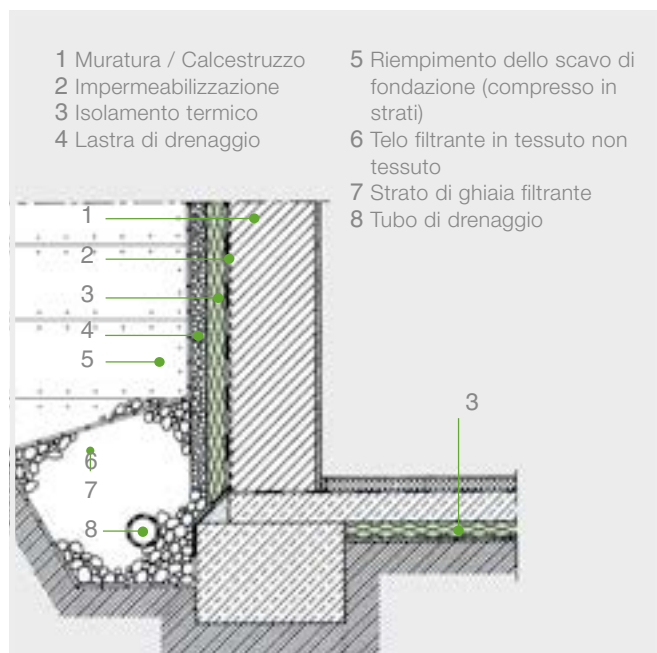 1 Muratura / Calcestruzzo
2 Impermeabilizzazione
3 Isolamento termico
4 Lastra di drenaggio
5 Riempimento dello scavo di
fondazione (compresso in
strati)
6 Telo filtrante in tessuto non
tessuto
7 Strato di ghiaia filtrante
8 Tubo di drenaggio
1
2
3
4
5
3
6
7
8